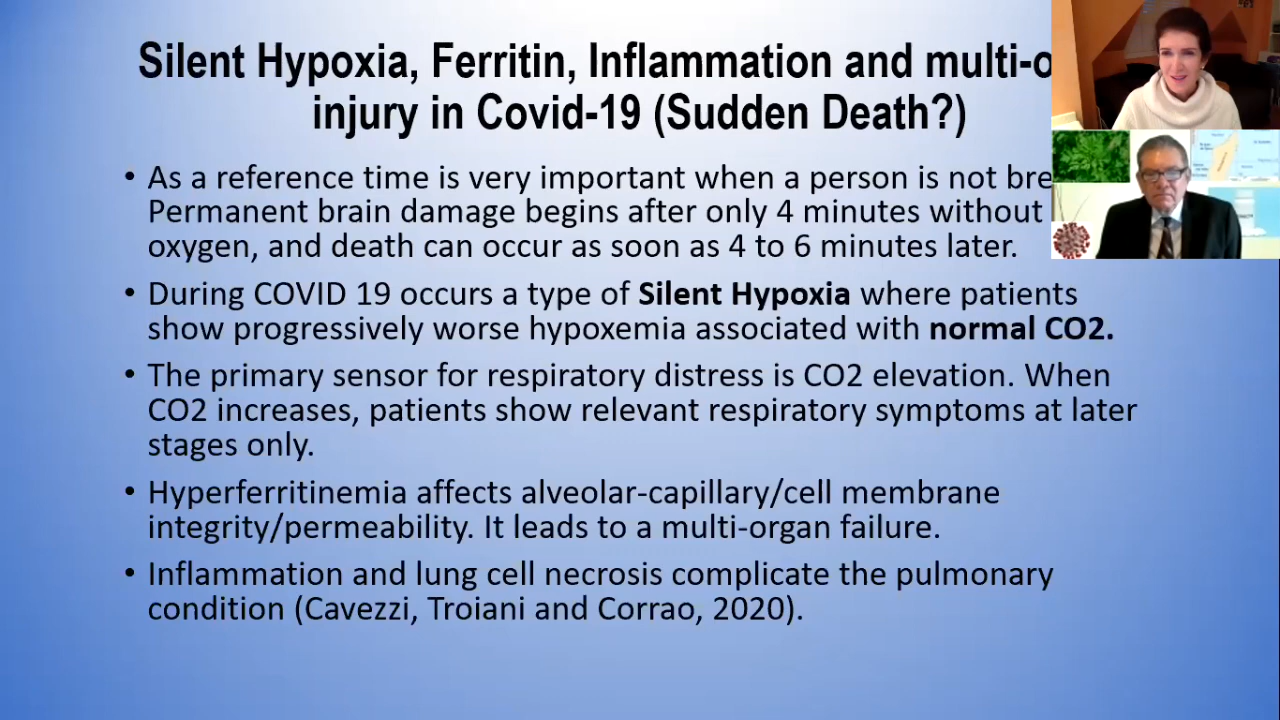 Silent Hypoxia, Ferritin, Inflammation and
injury in Covid-19 (Sudden Death?)
• As a reference time is very important when a person is not
Permanent brain damage begins after only 4 minutes without
oxygen, and death can occur as soon as 4 to 6 minutes later.
• During COVID 19 occurs a type of Silent Hypoxia where patients
show progressively worse hypoxemia associated with normal CO2.
• The primary sensor for respiratory distress is CO2 elevation. When
CO2 increases, patients show relevant respiratory symptoms at later
stages only.
• Hyperferritinemia affects alveolar-capillary/cell membrane
integrity/permeability. It leads to a multi-organ failure.
• Inflammation and lung cell necrosis complicate the pulmonary
condition (Cavezzi, Troiani and Corrao, 2020).